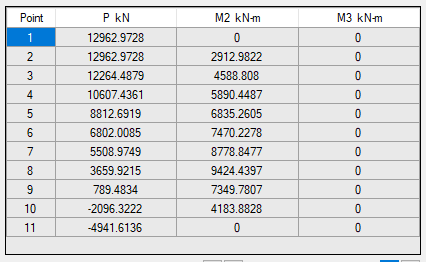 Point P kN M2 kN-m M3 kN-m
1 12962.9728 0 0
2 12962.9728 2912.9822 0
3 12264.4879 4588.808 0
4 10607.4361 5890.4487 0
5 8812.6919 6835.2605 0
6 6802.0085 7470.2278 0
7 5508.9749 8778.8477 0
8 3659.9215 9424.4397 0
9 789.4834 7349.7807 0
10 -2096.3222 4183.8828 0
11 -4941.6136 0 0